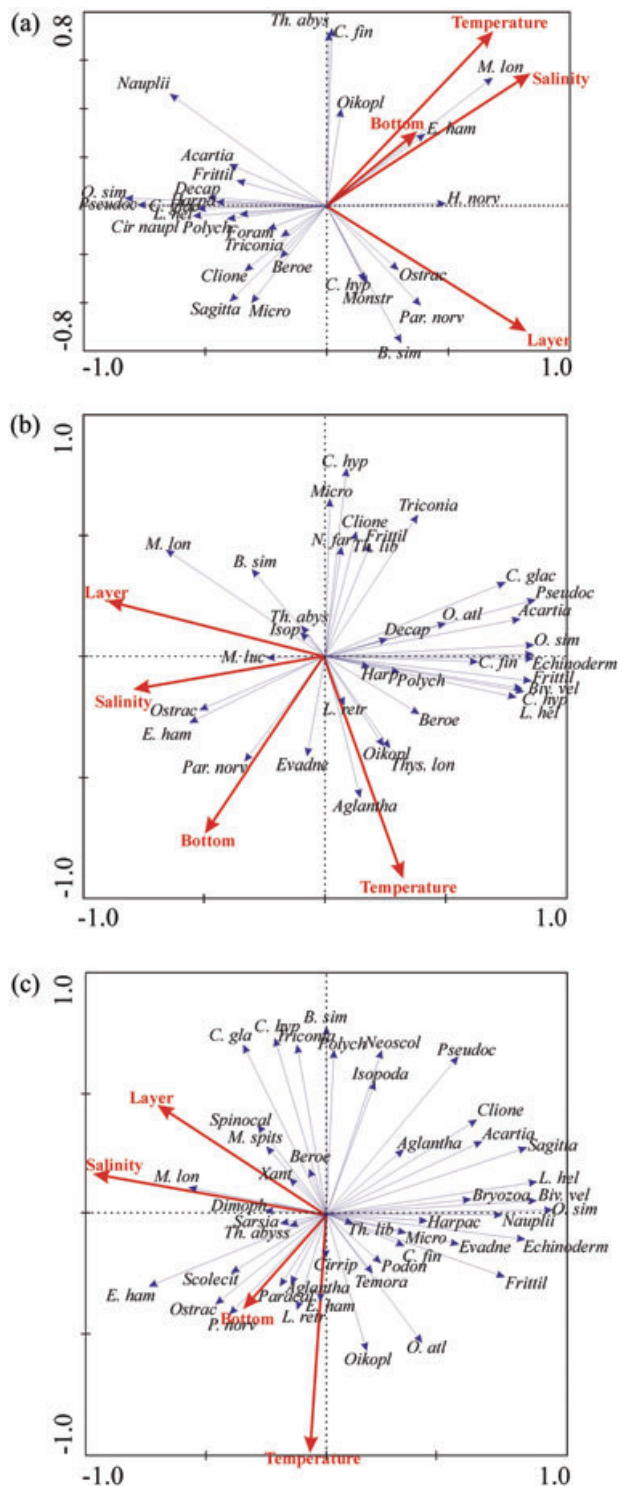 (a)
0.8
Th. abys
C. fin
Temperature
M. lon
Salinity
Nauplii
Oikopl
Bottom
E. ham
Acartia
Frittil
Decap
O. sim
H. norv
Pseudoc
L. hel
Cir naupl Polych
Foram
Triconia
Beroe
Ostrac
Clione
C. hyp
Monstr
Sagitta
Micro
Par. norv
Layer
B. sim
-0.8
-1.0
1.0
(b)
1.0
C. hyp
Micro
Triconia
Clione
Frittil
N. far
Th. lib
M. lon
B. sim
C. glac
Pseudoc
Layer
Acartia
O. atl
Th. abys
Isop
Decap
O. sim
M. luc
C. fin
Echinoderm
Harp
Polych
Frittil
Salinity
Biv. vel
C. hyp
L. retr
L. hel
Ostrac
Beroe
E. ham
Oikopl
Par. norv
Evadne
Thys. lon
Aglantha
Bottom
Temperature
-1.0
-1.0
1.0
(c)
1.0
B. sim
C. hyp
C. gla
Triconia
Polych
Neoscol
Pseudoc
Isopoda
Layer
Spinocal
Clione
M. spits
Acartia
Aglantha
Sagitta
Beroe
Salinity
M. lon
Xant
L. hel
Bryozoa
Biv. vel
Dimoph
O. sim
Sarsia
Th. lib
Harpac
Nauplii
Th. abyss
Micro
C. fin
Evadne
Echinoderm
Cirrip
Podon
Scolecit
Temora
Frittil
E. ham
Aglantha
Paracal
Ostrac
E. ham
P. norv
Bottom
L. retr
O. atl
Oikopl
Temperature
-1.0
-1.0
1.0